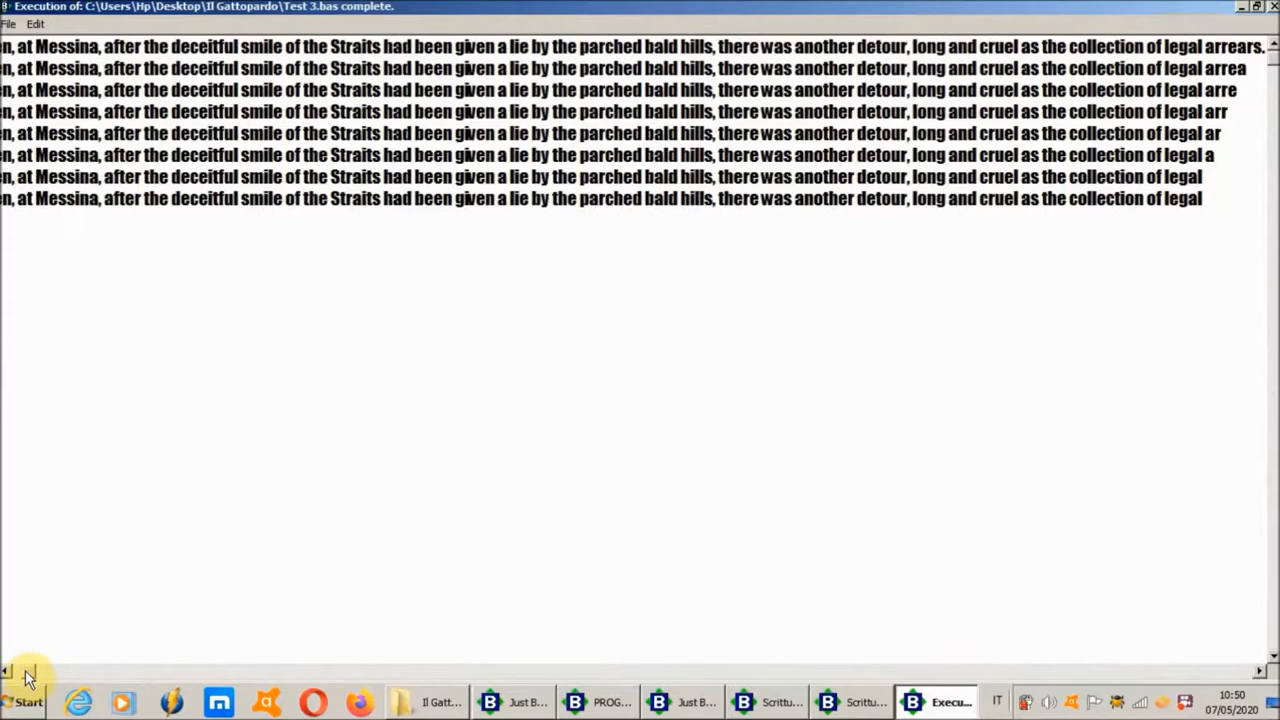 Execution of: C:\Users\Hp\Desktop\Il Gattopardo\Test 3.bas complete.
File Edit
en, at Messina, after the deceitful smile of the Straits had been given a lie by the parched bald hills, there was another detour, long and cruel as the collection of legal arrears.
en, at Messina, after the deceitful smile of the Straits had been given a lie by the parched bald hills, there was another detour, long and cruel as the collection of legal arrea
en, at Messina, after the deceitful smile of the Straits had been given a lie by the parched bald hills, there was another detour, long and cruel as the collection of legal arre
en, at Messina, after the deceitful smile of the Straits had been given a lie by the parched bald hills, there was another detour, long and cruel as the collection of legal arr
en, at Messina, after the deceitful smile of the Straits had been given a lie by the parched bald hills, there was another detour, long and cruel as the collection of legal ar
en, at Messina, after the deceitful smile of the Straits had been given a lie by the parched bald hills, there was another detour, long and cruel as the collection of legal a
en, at Messina, after the deceitful smile of the Straits had been given a lie by the parched bald hills, there was another detour, long and cruel as the collection of legal
en, at Messina, after the deceitful smile of the Straits had been given a lie by the parched bald hills, there was another detour, long and cruel as the collection of legal
Start Il Gatt... Just B... PROG... Just B... Scrittu... Scrittu... Execu... IT 10:50
07/05/2020